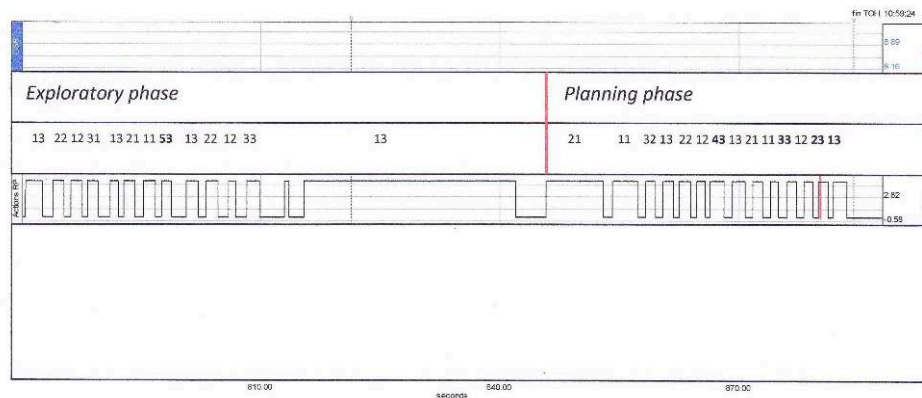 fin TOH 10:59:24
8.89
8.16
Exploratory phase Planning phase
13 22 12 31 13 21 11 53 13 22 12 33 13 21 11 32 13 22 12 43 13 21 11 33 12 23 13
Actions RP
2.82
-0.58
810.00 840.00 870.00
seconds